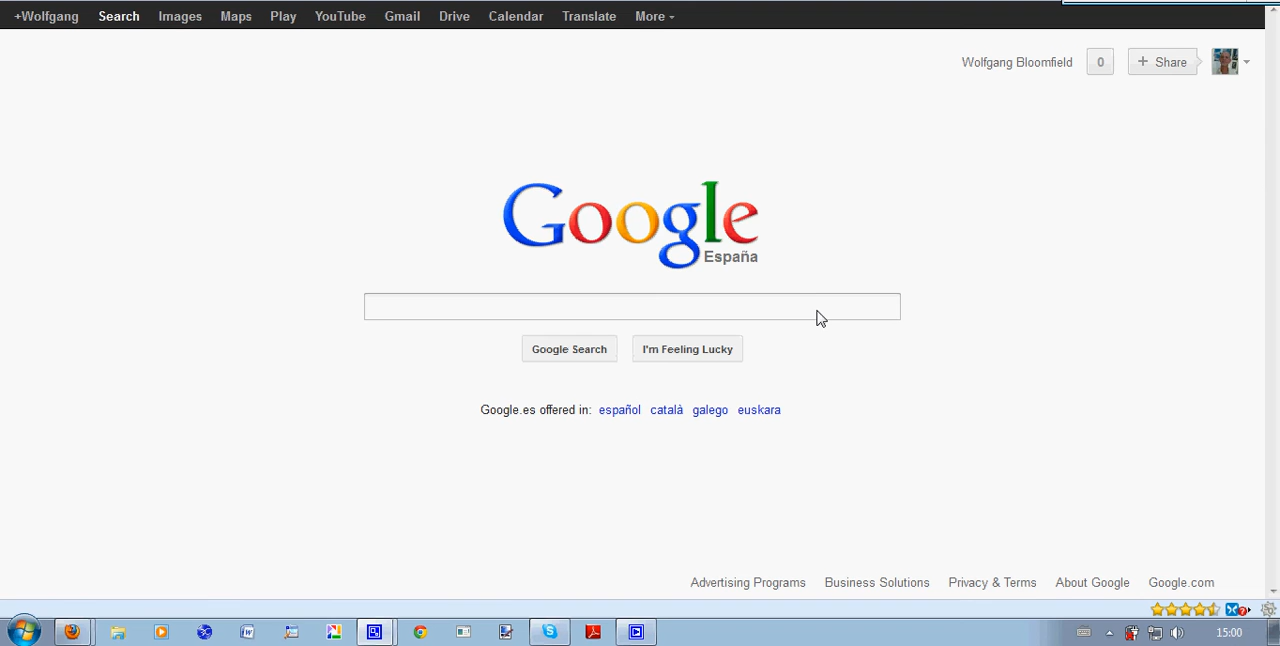 +Wolfgang Search Images Maps Play YouTube Gmail Drive Calendar Translate More
Wolfgang Bloomfield 0 + Share
Google
España
Google Search I'm Feeling Lucky
Google.es offered in: español català galego euskara
Advertising Programs Business Solutions Privacy & Terms About Google Google.com
15:00